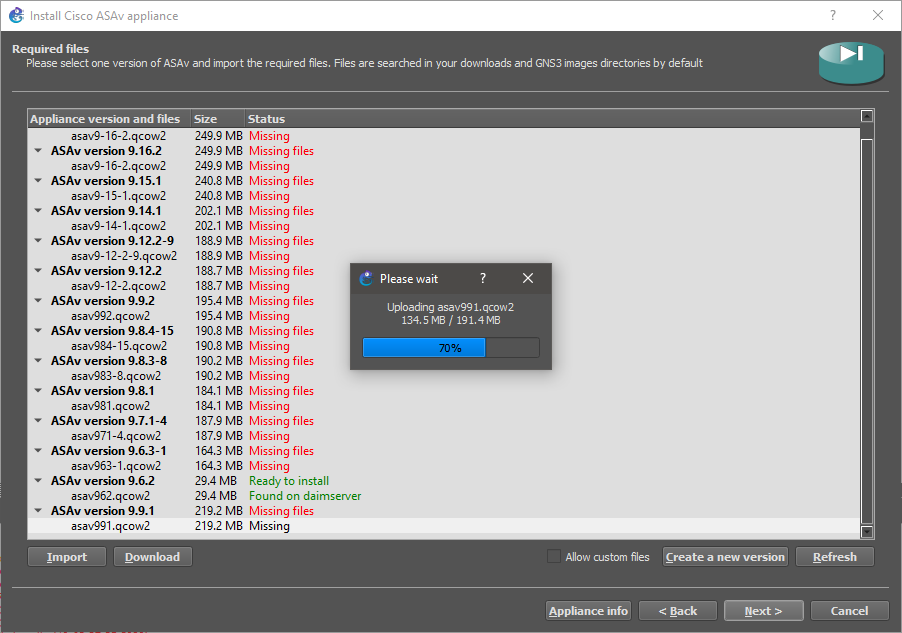 Install Cisco ASAv appliance
Required files
Please select one version of ASAv and import the required files. Files are searched in your downloads and GNS3 images directories by default
Appliance version and files Size Status
asav9-16-2.qcow2 249.9 MB Missing
ASAv version 9.16.2 249.9 MB Missing files
asav9-16-2.qcow2 249.9 MB Missing
ASAv version 9.15.1 240.8 MB Missing files
asav9-15-1.qcow2 240.8 MB Missing
ASAv version 9.14.1 202.1 MB Missing files
asav9-14-1.qcow2 202.1 MB Missing
ASAv version 9.12.2-9 188.9 MB Missing files
asav9-12-2-9.qcow2 188.9 MB Missing
ASAv version 9.12.2 188.7 MB Missing files
asav9-12-2.qcow2 188.7 MB Missing
ASAv version 9.9.2 195.4 MB Missing files
asav992.qcow2 195.4 MB Missing
ASAv version 9.8.4-15 190.8 MB Missing files
asav984-15.qcow2 190.8 MB Missing
ASAv version 9.8.3-8 190.2 MB Missing files
asav983-8.qcow2 190.2 MB Missing
ASAv version 9.8.1 184.1 MB Missing files
asav981.qcow2 184.1 MB Missing
ASAv version 9.7.1-4 187.9 MB Missing files
asav971-4.qcow2 187.9 MB Missing
ASAv version 9.6.3-1 164.3 MB Missing files
asav963-1.qcow2 164.3 MB Missing
ASAv version 9.6.2 29.4 MB Ready to install
asav962.qcow2 29.4 MB Found on daimserver
ASAv version 9.9.1 219.2 MB Missing files
asav991.qcow2 219.2 MB Missing
Please wait ?
Uploading asav991.qcow2
134.5 MB / 191.4 MB
70%
Import Download Allow custom files Create a new version Refresh
Appliance info < Back Next > Cancel